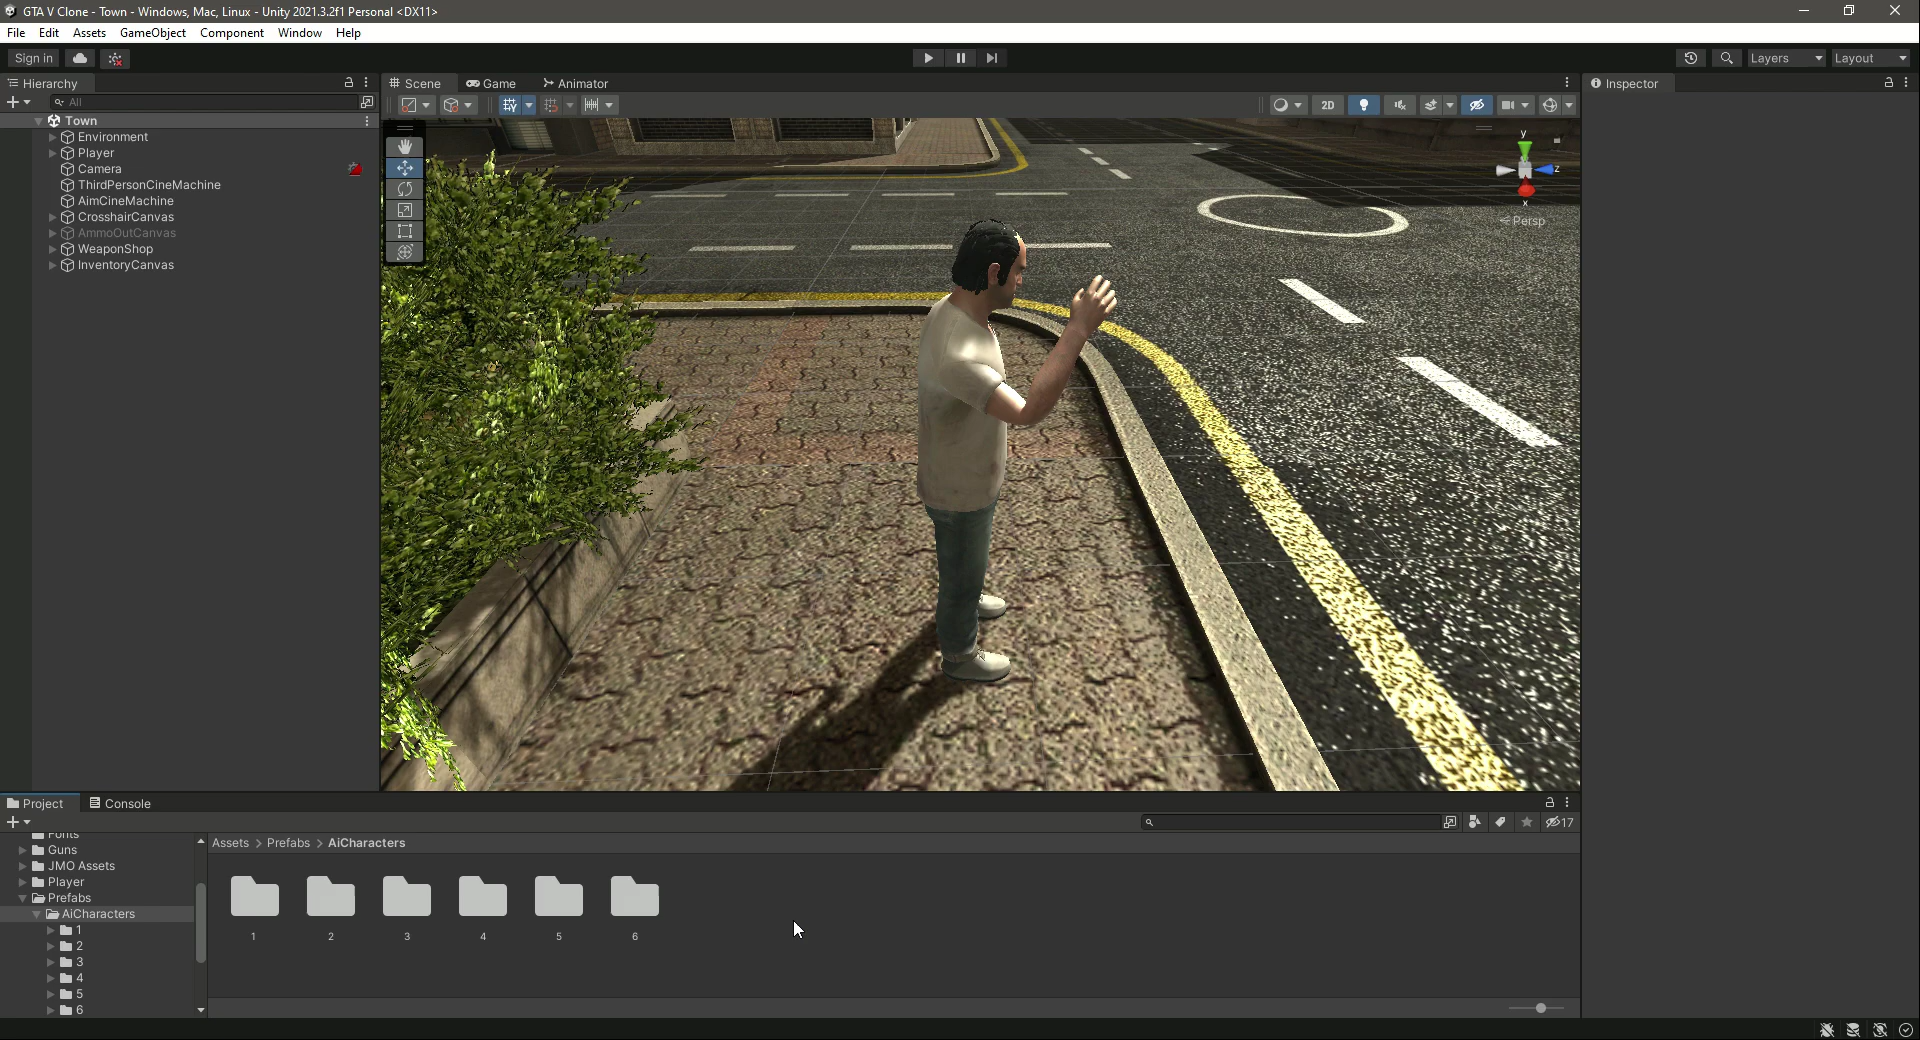 GTA V Clone - Town - Windows, Mac, Linux - Unity 2021.3.2f1 Personal <DX11>
File Edit Assets GameObject Component Window Help
Sign in
Layers
Layout
Hierarchy
Scene
Game
Animator
Inspector
All
2D
Town
Environment
Player
Camera
ThirdPersonCineMachine
AimCineMachine
CrosshairCanvas
AmmoOutCanvas
WeaponShop
InventoryCanvas
y
z
x
Persp
Project
Console
17
Fonts
Guns
JMO Assets
Player
Prefabs
AiCharacters
1
2
3
4
5
6
Assets > Prefabs > AiCharacters
1 2 3 4 5 6